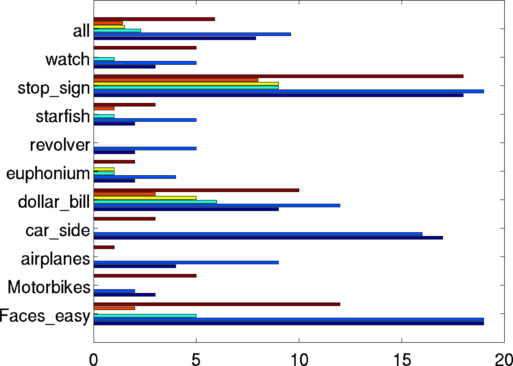 all
watch
stop_sign
starfish
revolver
euphonium
dollar_bill
car_side
airplanes
Motorbikes
Faces_easy
0 5 10 15 20